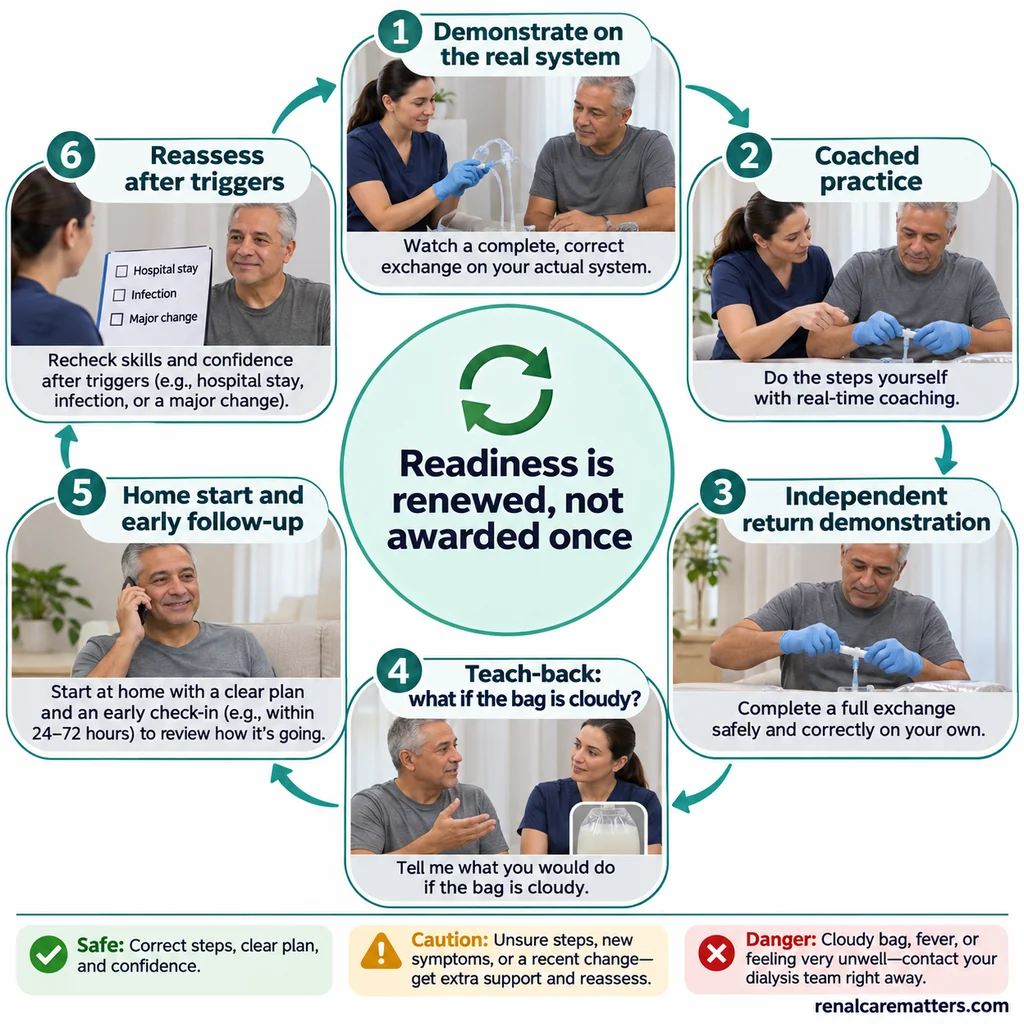 1
Demonstrate on
the real system
Watch a complete, correct
exchange on your actual system.
2
Coached
practice
Do the steps yourself
with real-time coaching.
3
Independent
return demonstration
Complete a full exchange
safely and correctly on your own.
4
Teach-back:
what if the bag is cloudy?
Tell me what you would do
if the bag is cloudy.
5
Home start and
early follow-up
Start at home with a clear plan
and an early check-in (e.g., within
24–72 hours) to review how it's going.
6
Reassess
after triggers
Hospital stay
Infection
Major change
Recheck skills and confidence
after triggers (e.g., hospital stay,
infection, or a major change).
Readiness is
renewed, not
awarded once
Safe: Correct steps, clear plan,
and confidence.
Caution: Unsure steps, new
symptoms, or a recent change—
get extra support and reassess.
Danger: Cloudy bag, fever, or
feeling very unwell—contact your
dialysis team right away.
renalcarematters.com